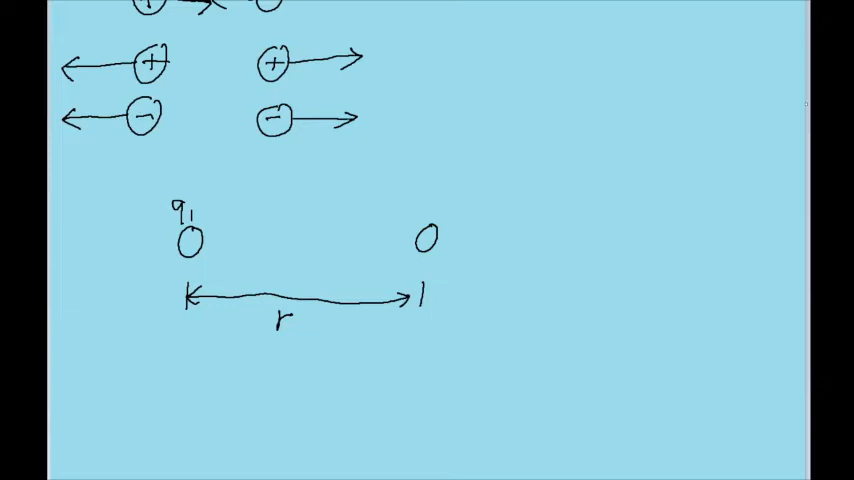 + +
- -
q1
r